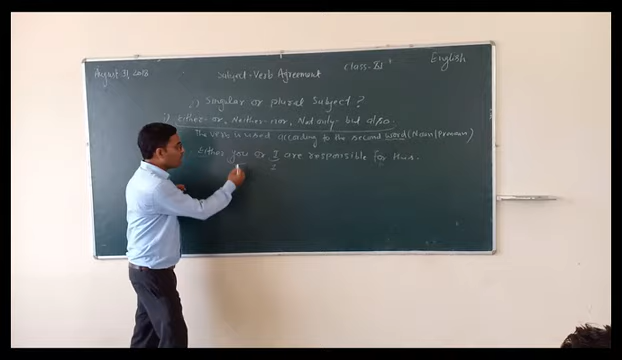 August 31, 2018 Subject-Verb Agreement Class-XI English
Singular or plural Subject?
Either-or, Neither-nor, Not only-but also.
The verb is used according to the second word (Noun/Pronoun)
Either you or I are responsible for this.
2